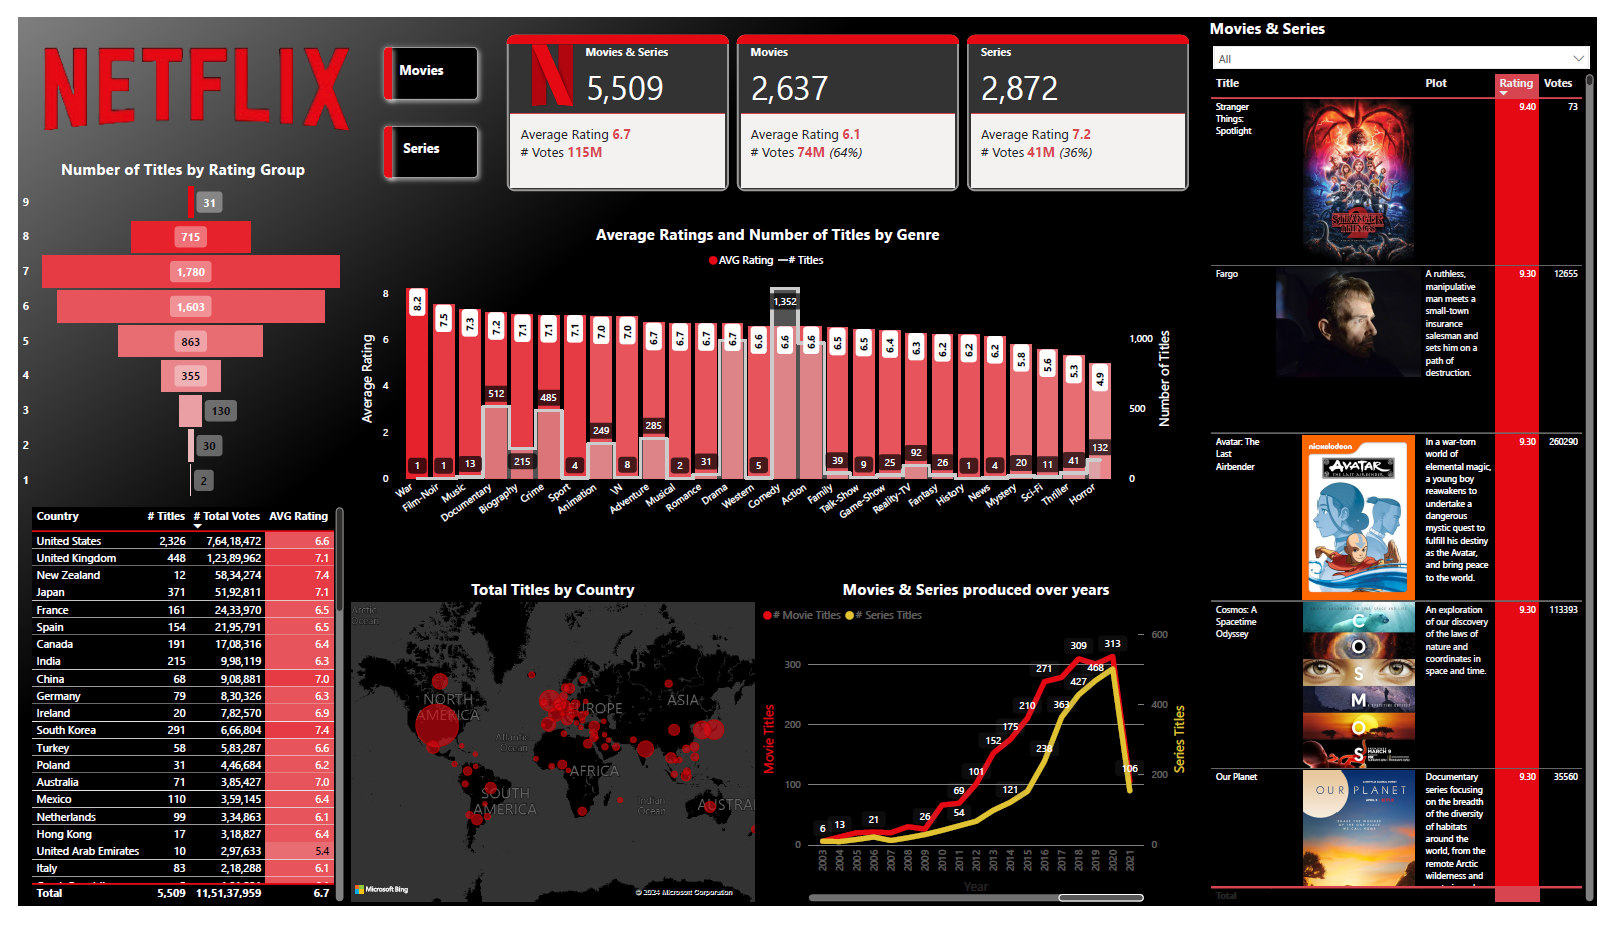 NETFLIX
Movies
Series
Movies & Series
5,509
Average Rating 6.7
# Votes 115M
Movies
2,637
Average Rating 6.1
# Votes 74M (64%)
Series
2,872
Average Rating 7.2
# Votes 41M (36%)
Number of Titles by Rating Group
9 31
8 715
7 1,780
6 1,603
5 863
4 355
3 130
2 30
1 2
Average Ratings and Number of Titles by Genre
AVG Rating # Titles
Average Rating
8
6
4
2
0
8.2 7.5 7.3 7.2 7.1 7.1 7.1 7.0 7.0 6.7 6.7 6.7 6.7 6.6 6.6 6.6 6.5 6.5 6.4 6.3 6.2 6.2 6.2 5.8 5.6 5.3 4.9
1 1 13 512 215 485 4 249 8 285 2 31 5 1,352 39 9 25 92 26 1 4 20 11 41 132
1,000
500
0
Number of Titles
War Film-Noir Music Documentary Biography Crime Sport Animation \N Adventure Musical Romance Drama Western Comedy Action Family Talk-Show Game-Show Reality-TV Fantasy History News Mystery Sci-Fi Thriller Horror
Country # Titles # Total Votes AVG Rating
United States 2,326 7,64,18,472 6.6
United Kingdom 448 1,23,89,962 7.1
New Zealand 12 58,34,274 7.4
Japan 371 51,92,811 7.1
France 161 24,33,970 6.5
Spain 154 21,95,791 6.5
Canada 191 17,08,316 6.4
India 215 9,98,119 6.3
China 68 9,08,881 7.0
Germany 79 8,30,326 6.3
Ireland 20 7,82,570 6.9
South Korea 291 6,66,804 7.4
Turkey 58 5,83,287 6.6
Poland 31 4,46,684 6.2
Australia 71 3,85,427 7.0
Mexico 110 3,59,145 6.4
Netherlands 99 3,34,863 6.1
Hong Kong 17 3,18,827 6.4
United Arab Emirates 10 2,97,633 5.4
Italy 83 2,18,288 6.1
Total 5,509 11,51,37,959 6.7
Total Titles by Country
Arctic
Ocean
NORTH
AMERICA
EUROPE
ASIA
Atlantic
Ocean
AFRICA
SOUTH
AMERICA
Indian
Ocean
AUSTRA
Microsoft Bing
© 2024 Microsoft Corporation
Movies & Series produced over years
# Movie Titles # Series Titles
Movie Titles
300
200
100
0
6 13 21 26 69 101 152 175 210 271 309 313
54 121 238 363 427 468 106
600
400
200
0
Series Titles
2003 2004 2005 2006 2007 2008 2009 2010 2011 2012 2013 2014 2015 2016 2017 2018 2019 2020 2021
Year
Movies & Series
All
Title Plot Rating Votes
Stranger
Things:
Spotlight
9.40 73
STRANGER
THINGS
Fargo
A ruthless,
manipulative
man meets a
small-town
insurance
salesman and
sets him on a
path of
destruction.
9.30 12655
Avatar: The
Last
Airbender
nickelodeon
AVATAR
THE LAST AIRBENDER
In a war-torn
world of
elemental magic,
a young boy
reawakens to
undertake a
dangerous
mystic quest to
fulfill his destiny
as the Avatar,
and bring peace
to the world.
9.30 260290
Cosmos: A
Spacetime
Odyssey
COSMOS
MARCH 9
An exploration
of our discovery
of the laws of
nature and
coordinates in
space and time.
9.30 113393
Our Planet
OUR PLANET
Documentary
series focusing
on the breadth
of the diversity
of habitats
around the
world, from the
remote Arctic
wilderness and
9.30 35560
Total